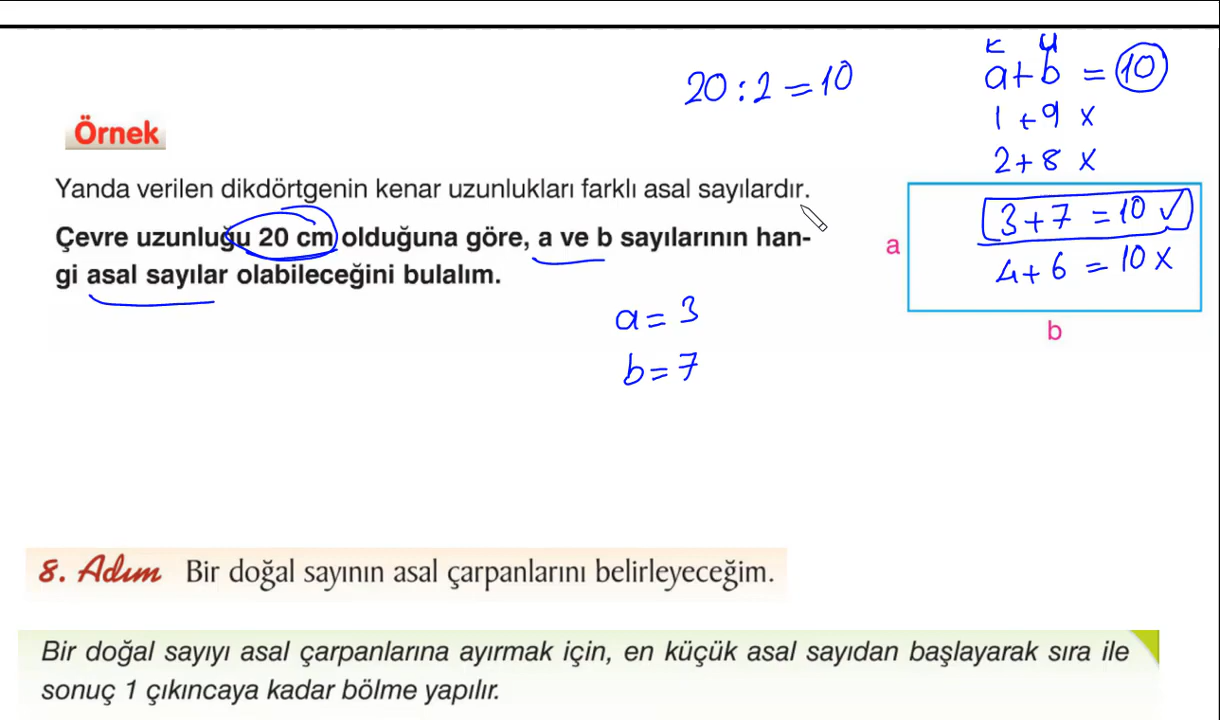 20 : 2 = 10
K U
a + b = 10
1 + 9 x
2 + 8 x
3 + 7 = 10 ✓
4 + 6 = 10 x
Örnek
Yanda verilen dikdörtgenin kenar uzunlukları farklı asal sayılardır.
Çevre uzunluğu 20 cm olduğuna göre, a ve b sayılarının han-
gi asal sayılar olabileceğini bulalım.
a
b
a = 3
b = 7
8. Adım Bir doğal sayının asal çarpanlarını belirleyeceğim.
Bir doğal sayıyı asal çarpanlarına ayırmak için, en küçük asal sayıdan başlayarak sıra ile
sonuç 1 çıkıncaya kadar bölme yapılır.